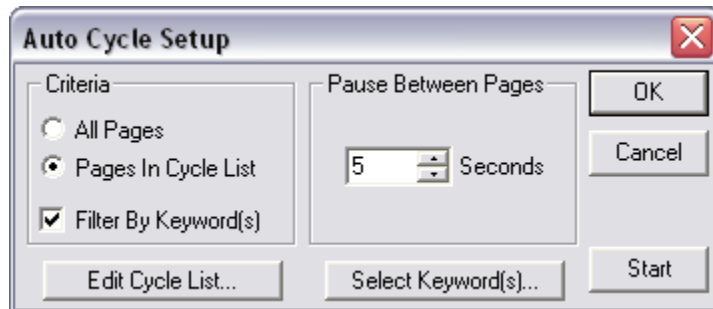 Auto Cycle Setup
Criteria
All Pages
Pages In Cycle List
Filter By Keyword(s)
Edit Cycle List...
Pause Between Pages
5 Seconds
Select Keyword(s)...
OK
Cancel
Start